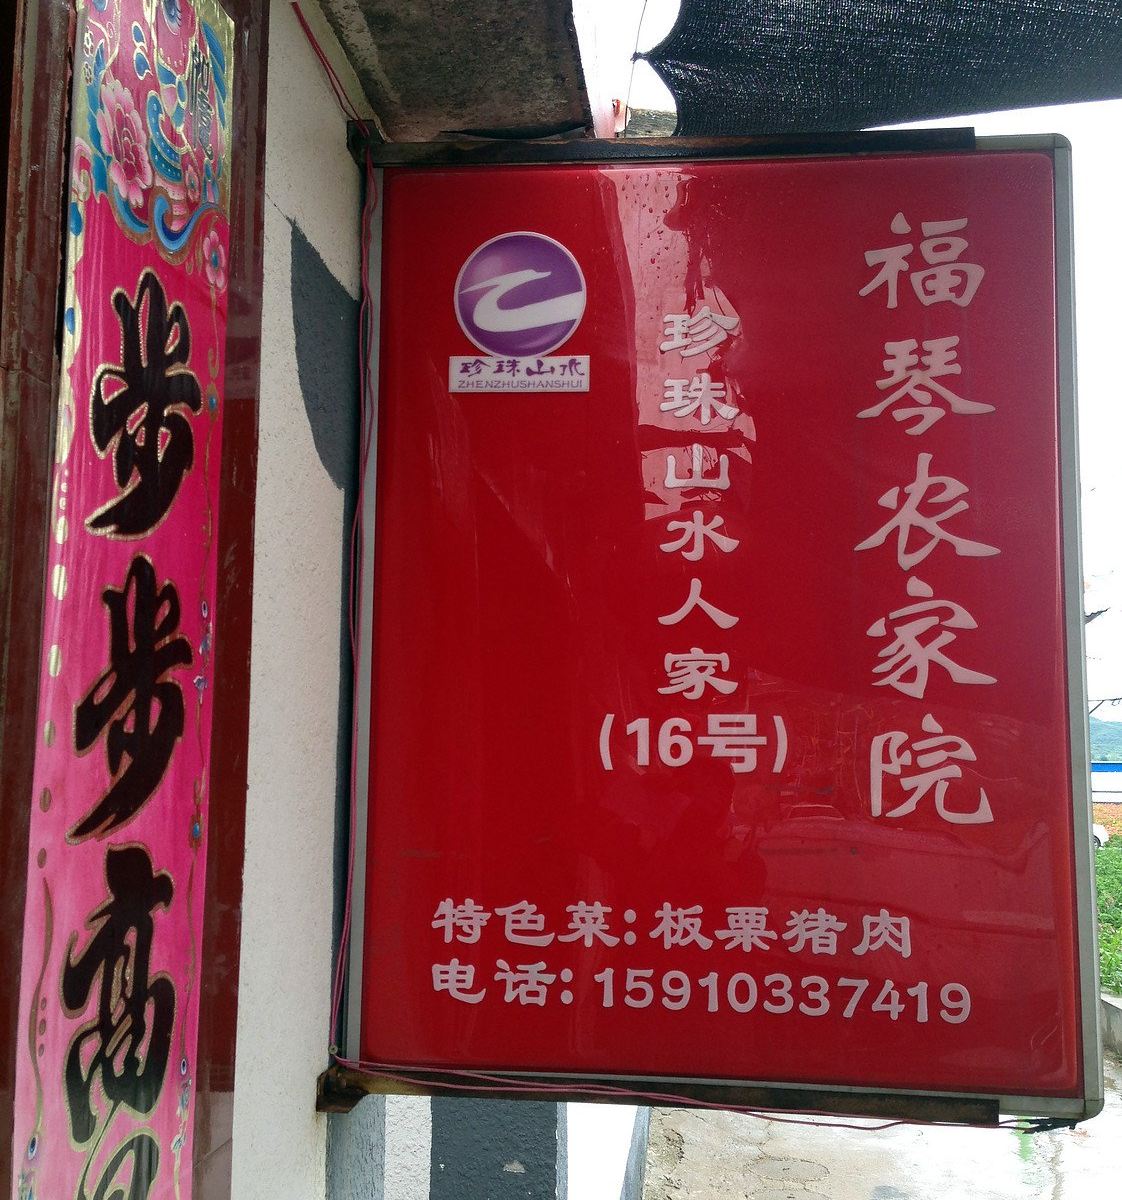 步步高
福琴农家院
珍珠山水人家
(16号)
珍珠山水
ZHENZHUSHANSHUI
特色菜:板栗猪肉
电话:15910337419